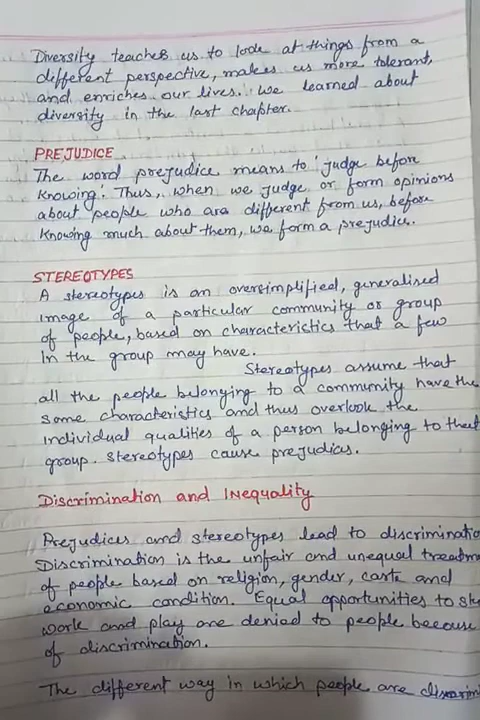 Diversity teaches us to look at things from a
different perspective, makes us more tolerant,
and enriches our lives. We learned about
diversity in the last chapter.
PREJUDICE
The word prejudice means to 'judge before
knowing'. Thus, when we judge or form opinions
about people who are different from us, before
knowing much about them, we form a prejudice.
STEREOTYPES
A stereotypes is an oversimplified, generalised
image of a particular community or group
of people, based on characterictics that a few
in the group may have.
Stereotypes assume that
all the people belonging to a community have the
same characteristics and thus overlook the
individual qualities of a person belonging to that
group. Stereotypes cause prejudices.
Discrimination and Inequality
Prejudices and stereotypes lead to discriminatio
Discrimination is the unfair and unequal treatm
of people based on religion, gender, caste and
economic condition. Equal opportunities to st
work and play are denied to people because
of discrimination.
The different way in which people are discrimi